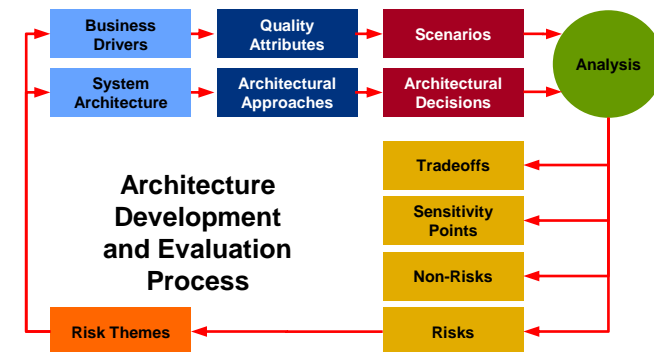 Business
Drivers
Quality
Attributes
Scenarios
Analysis
System
Architecture
Architectural
Approaches
Architectural
Decisions
Tradeoffs
Architecture
Development
and Evaluation
Process
Sensitivity
Points
Non-Risks
Risk Themes
Risks